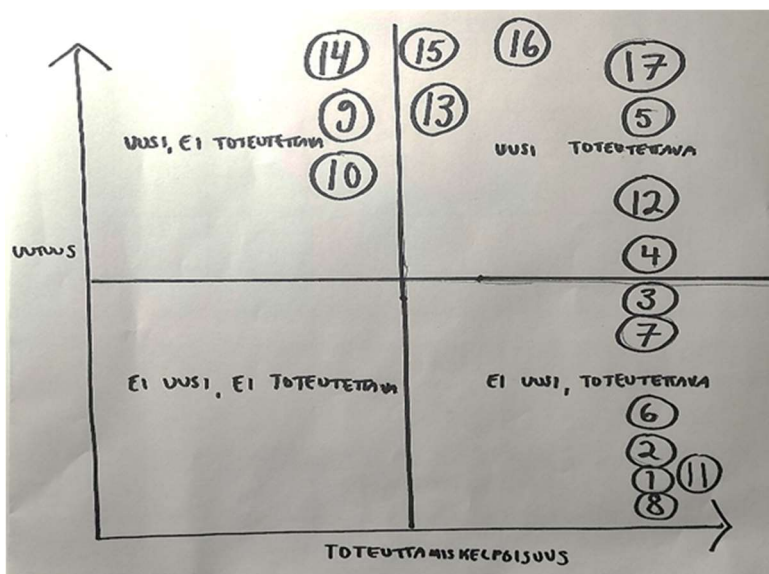 14 15 16 17
9 13 5
UUSI, EI TOTEUTETTAVA UUSI TOTEUTETTAVA
10 12
UUTUUS 4
3
7
EI UUSI, EI TOTEUTETTAVA EI UUSI, TOTEUTETTAVA
6
2
1 11
8
TOTEUTTAMISKELPOISUUS